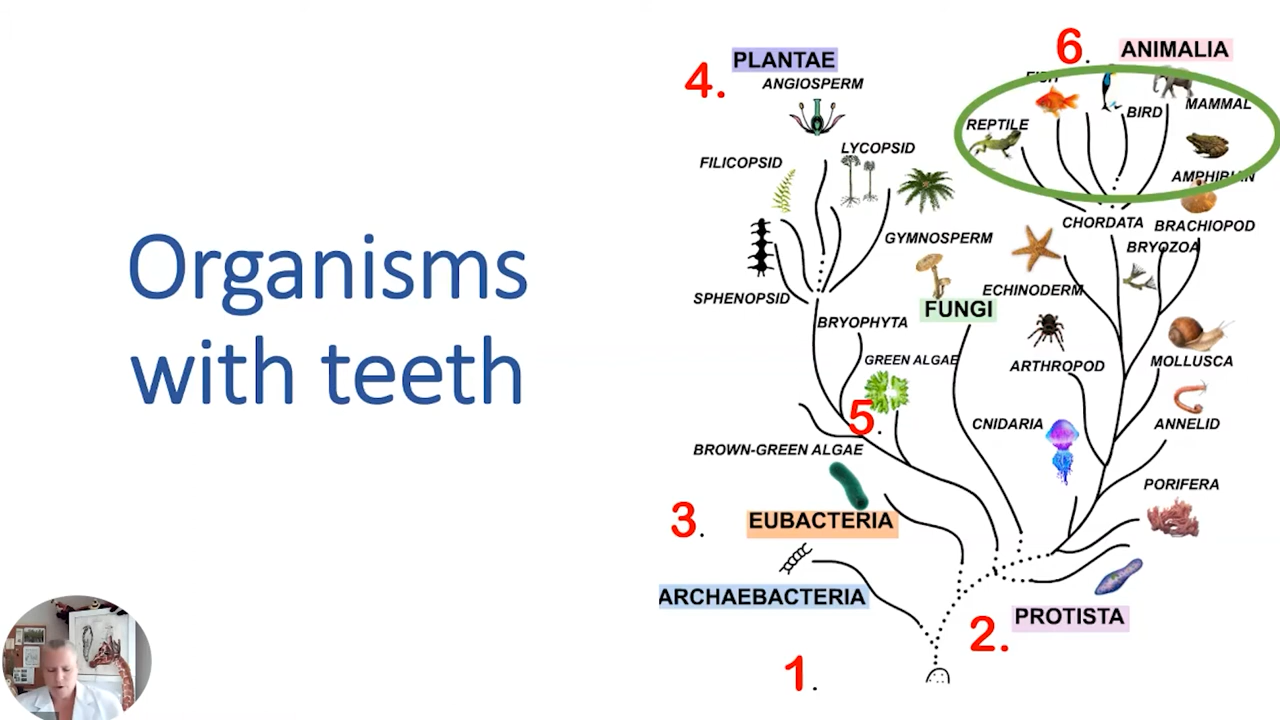 Organisms
with teeth
4.
PLANTAE
ANGIOSPERM
FILICOPSID
LYCOPSID
GYMNOSPERM
SPHENOPSID
BRYOPHYTA
GREEN ALGAE
5.
BROWN-GREEN ALGAE
FUNGI
3.
EUBACTERIA
ARCHAEBACTERIA
1.
2.
PROTISTA
6.
ANIMALIA
FISH
BIRD
MAMMAL
REPTILE
AMPHIBIAN
CHORDATA
BRACHIOPOD
BRYOZOA
ECHINODERM
ARTHROPOD
MOLLUSCA
CNIDARIA
ANNELID
PORIFERA